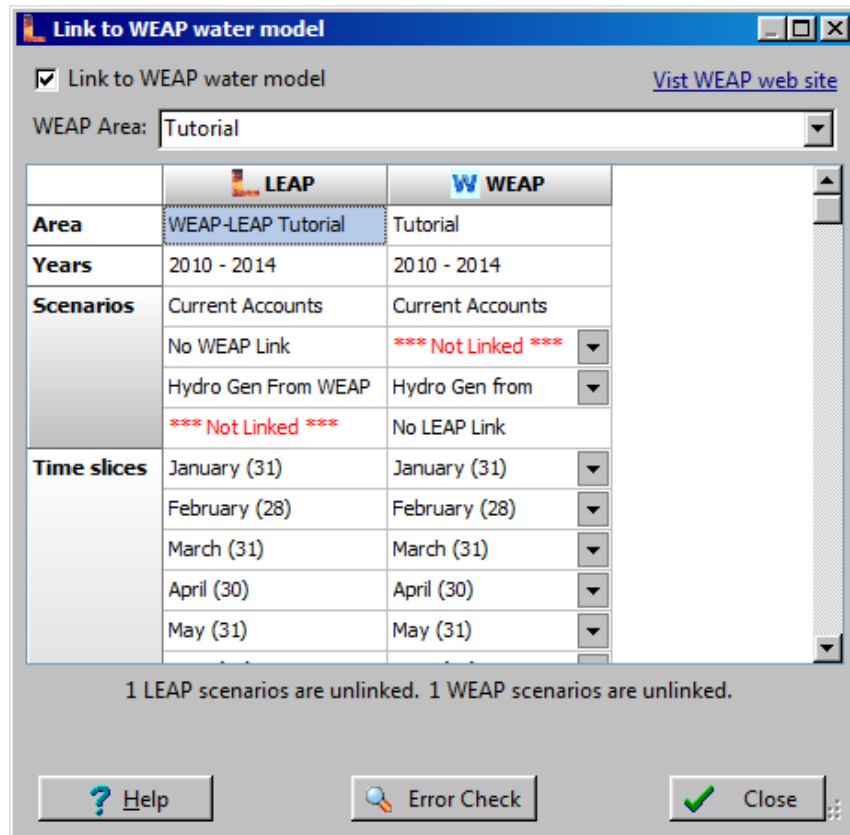 Link to WEAP water model
Link to WEAP water model Vist WEAP web site
WEAP Area: Tutorial
LEAP WEAP
Area WEAP-LEAP Tutorial Tutorial
Years 2010 - 2014 2010 - 2014
Scenarios Current Accounts Current Accounts
No WEAP Link *** Not Linked ***
Hydro Gen From WEAP Hydro Gen from
*** Not Linked *** No LEAP Link
Time slices January (31) January (31)
February (28) February (28)
March (31) March (31)
April (30) April (30)
May (31) May (31)
1 LEAP scenarios are unlinked. 1 WEAP scenarios are unlinked.
Help Error Check Close